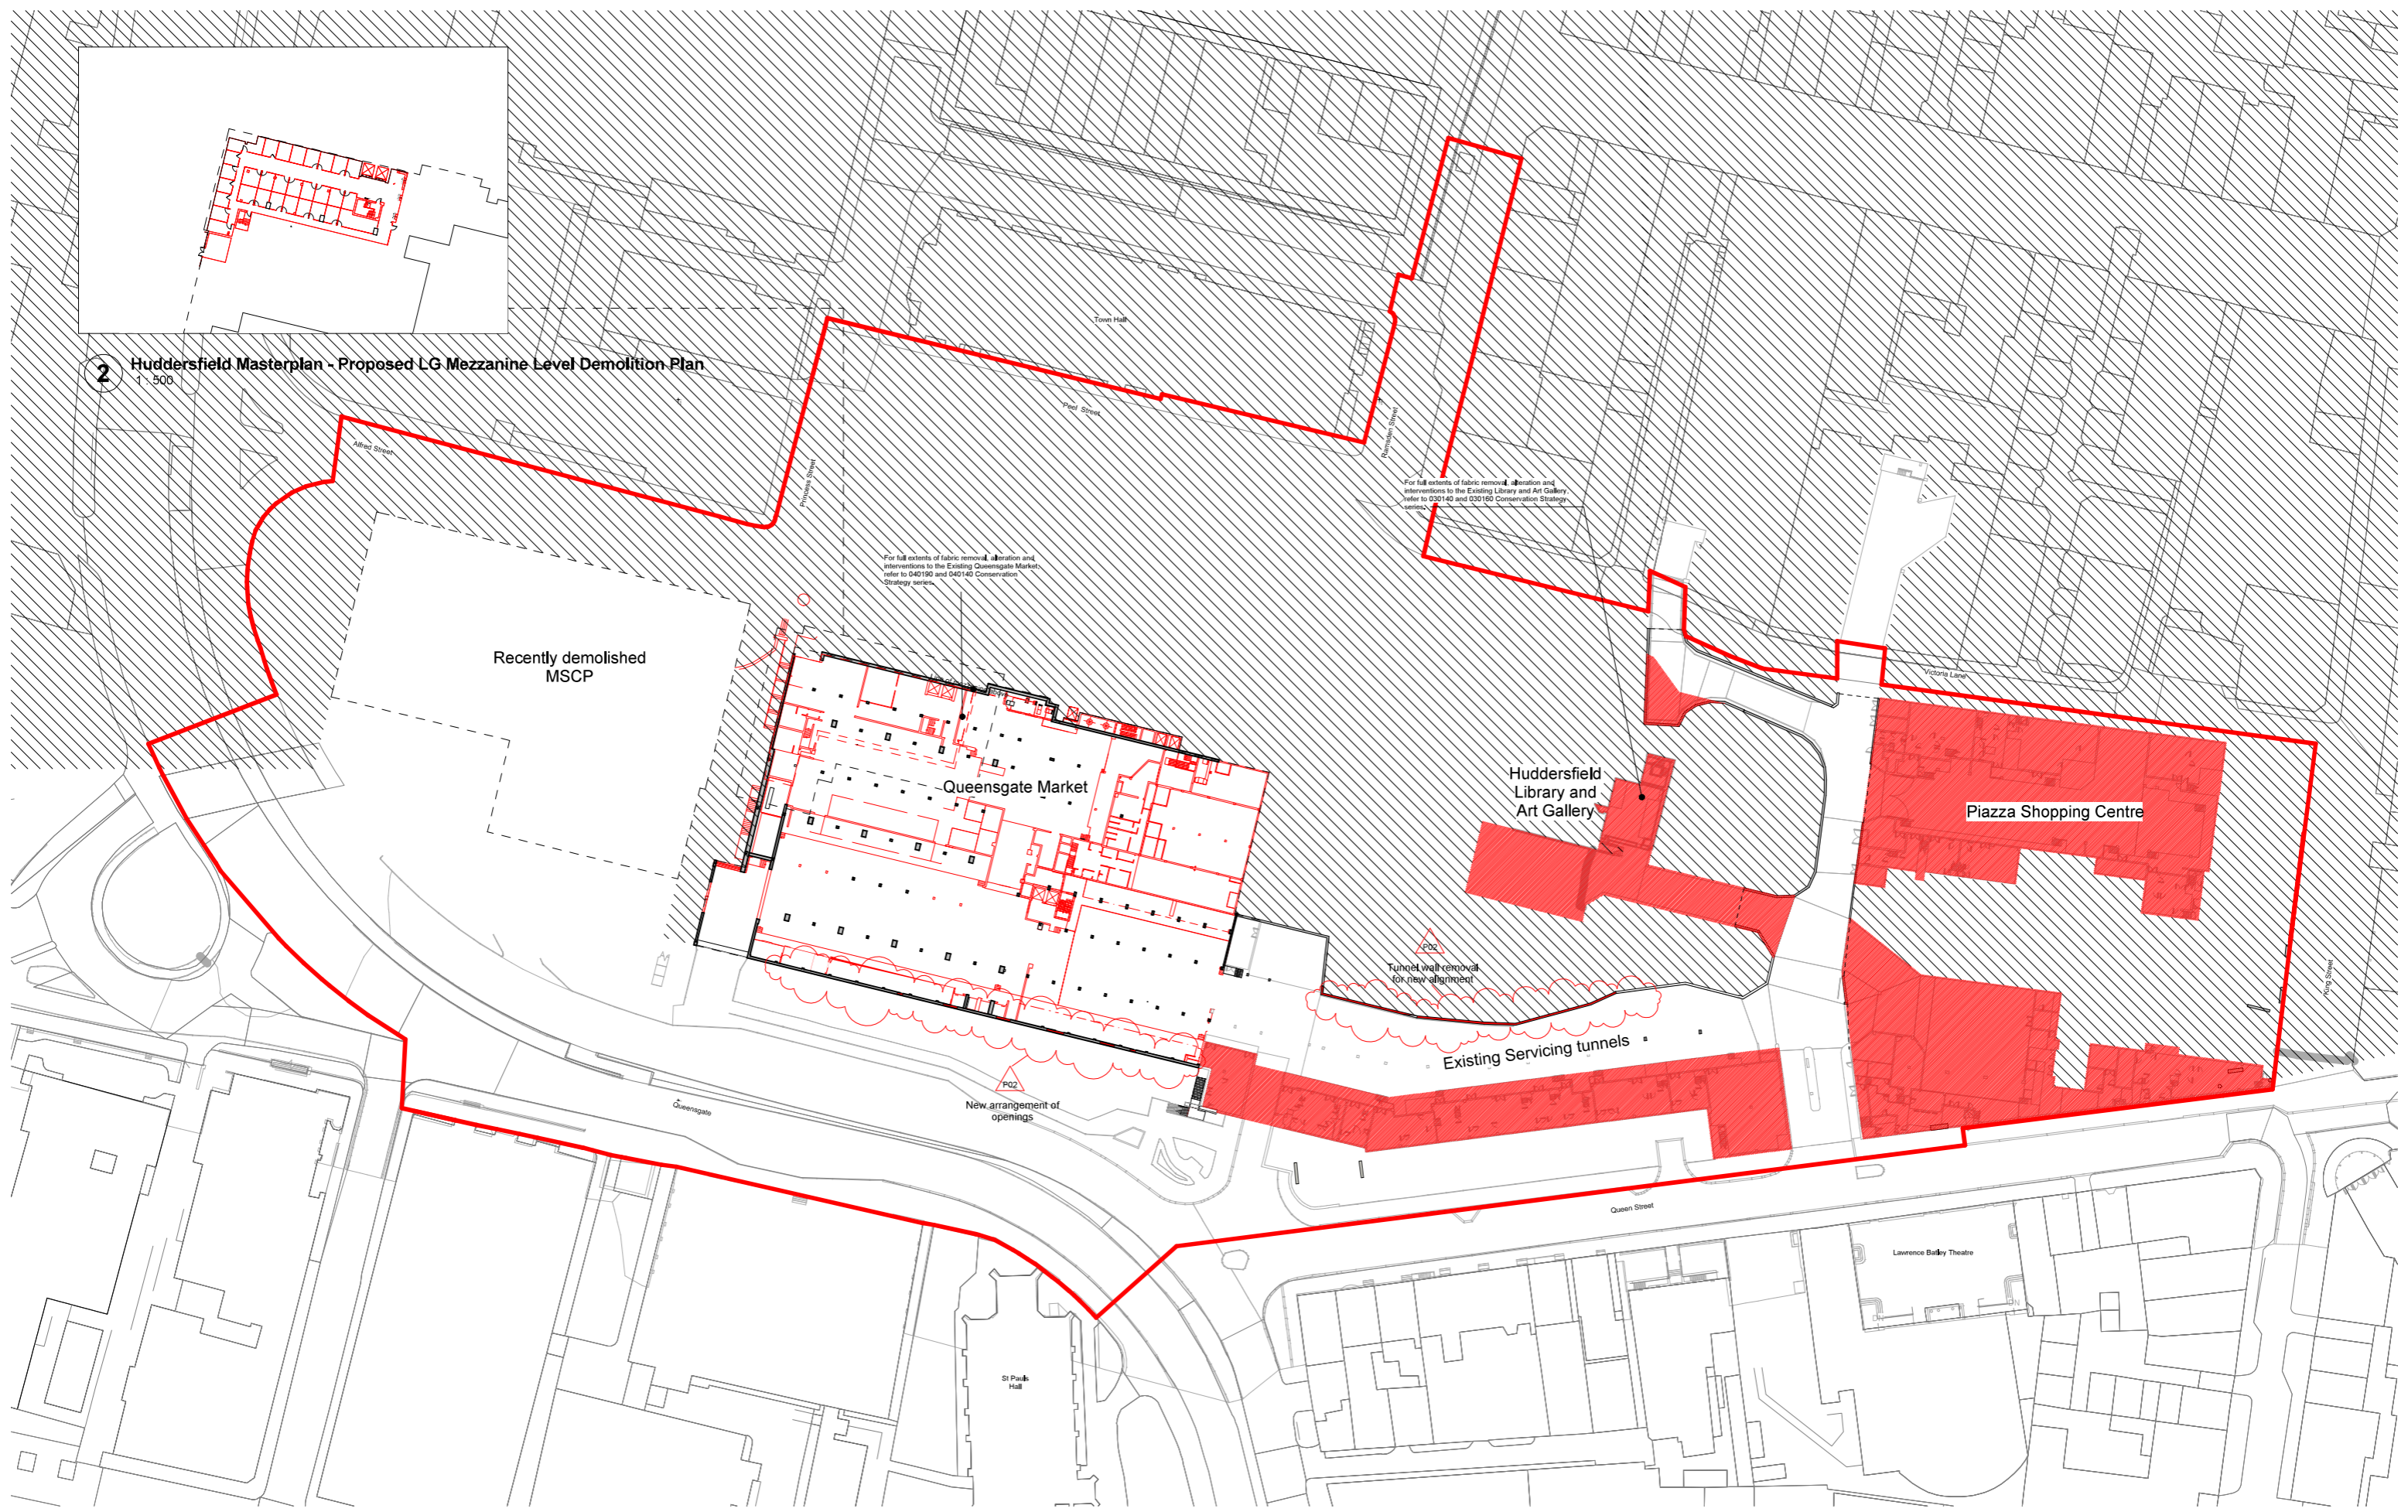 2
Huddersfield Masterplan - Proposed LG Mezzanine Level Demolition Plan
1 : 500
Town Hall
Peel Street
Ramsden Street
Alfred Street
Princess Street
For full extents of fabric removal, alteration and
interventions to the Existing Library and Art Gallery,
refer to 030140 and 030160 Conservation Strategy
series.
For full extents of fabric removal, alteration and
interventions to the Existing Queensgate Market,
refer to 040190 and 040140 Conservation
Strategy series.
Recently demolished
MSCP
Victoria Lane
Queensgate Market
Huddersfield
Library and
Art Gallery
Piazza Shopping Centre
P02
Tunnel wall removal
for new alignment
King Street
Existing Servicing tunnels
P02
New arrangement of
openings
Queensgate
Queen Street
Lawrence Batley Theatre
St Pauls
Hall